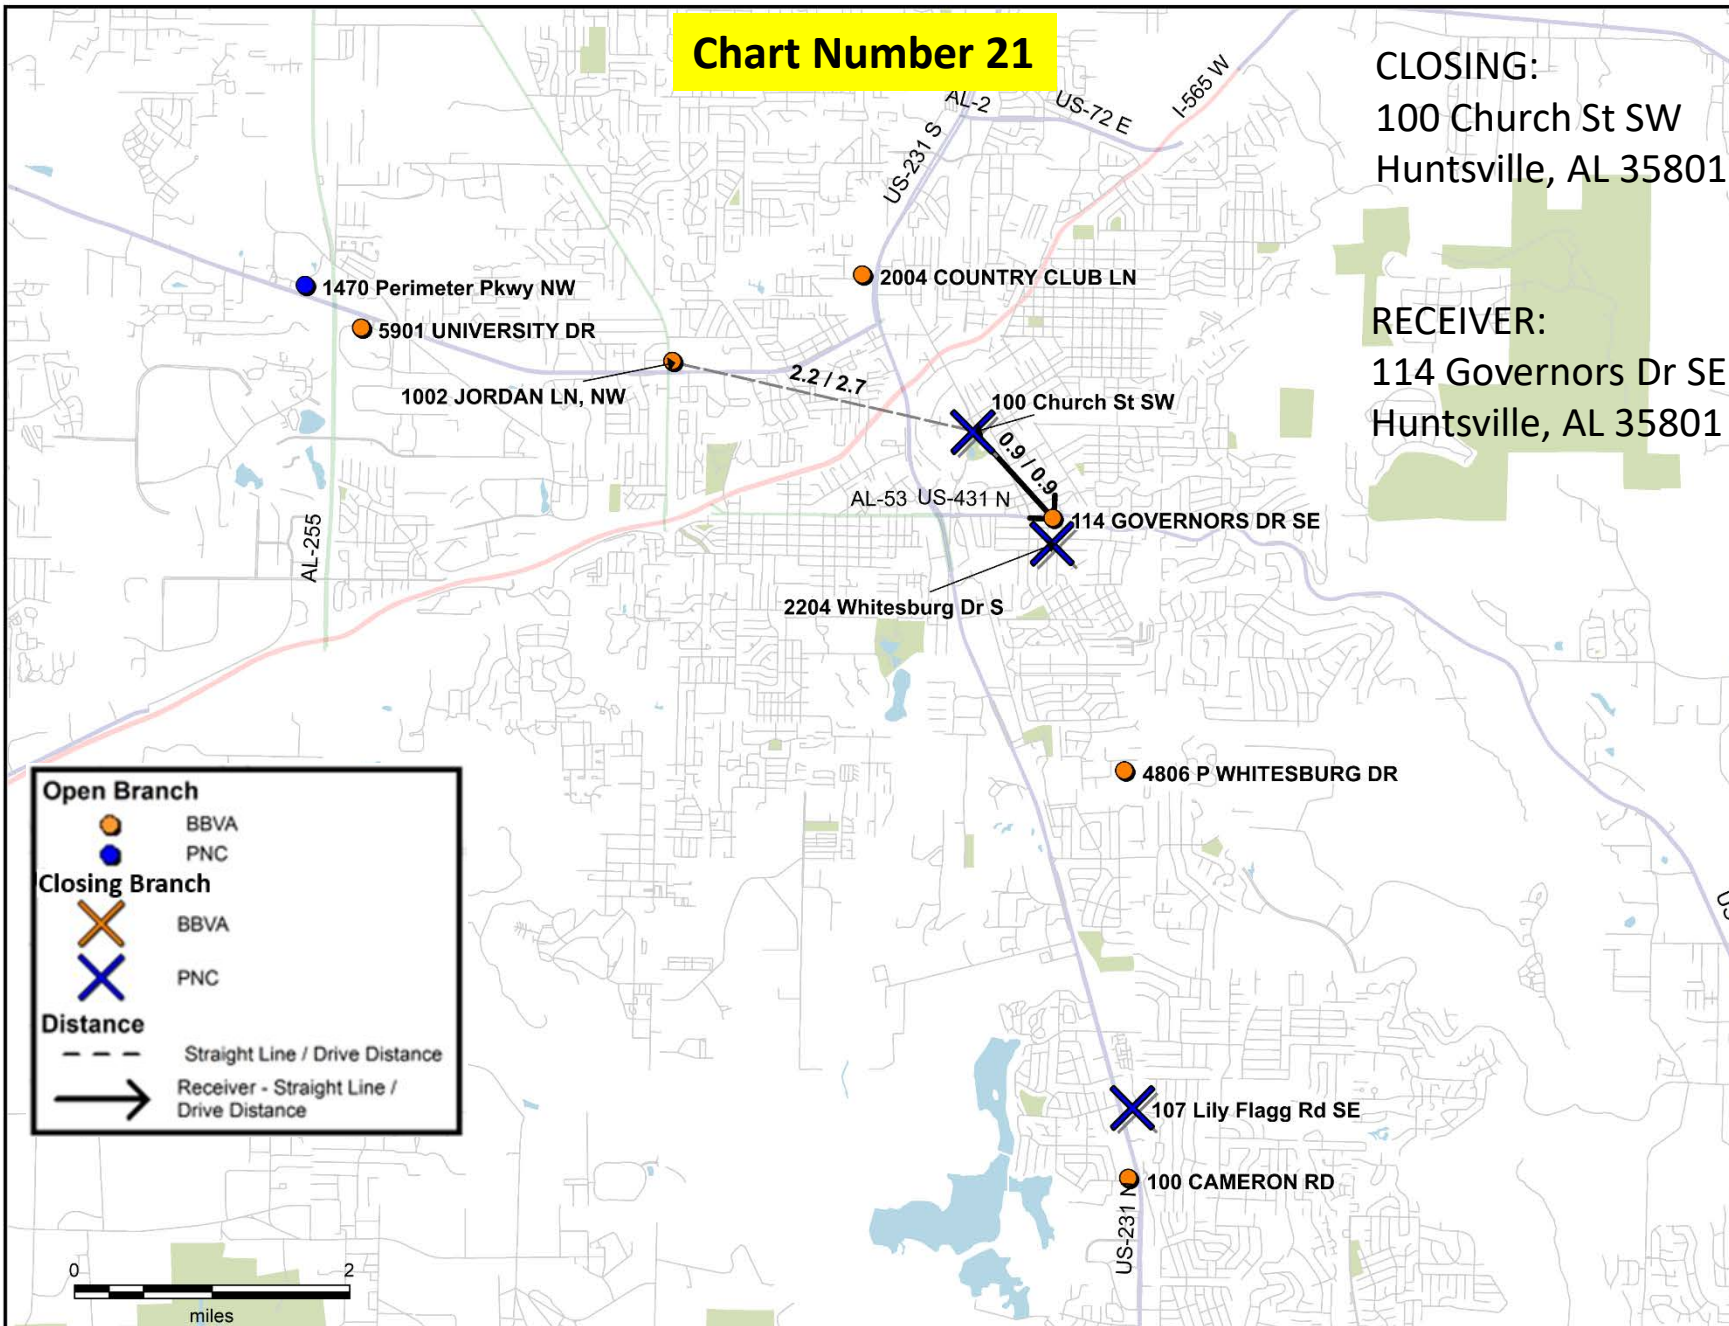 Chart Number 21
CLOSING:
100 Church St SW
Huntsville, AL 35801
RECEIVER:
114 Governors Dr SE
Huntsville, AL 35801
AL-2
US-72 E
I-565 W
US-231 S
1470 Perimeter Pkwy NW
2004 COUNTRY CLUB LN
5901 UNIVERSITY DR
1002 JORDAN LN, NW
2.2 / 2.7
100 Church St SW
0.9 / 0.9
AL-53 US-431 N
114 GOVERNORS DR SE
AL-255
2204 Whitesburg Dr S
4806 P WHITESBURG DR
Open Branch
BBVA
PNC
Closing Branch
BBVA
PNC
Distance
Straight Line / Drive Distance
Receiver - Straight Line /
Drive Distance
107 Lily Flagg Rd SE
100 CAMERON RD
US-231 N
0 2
miles